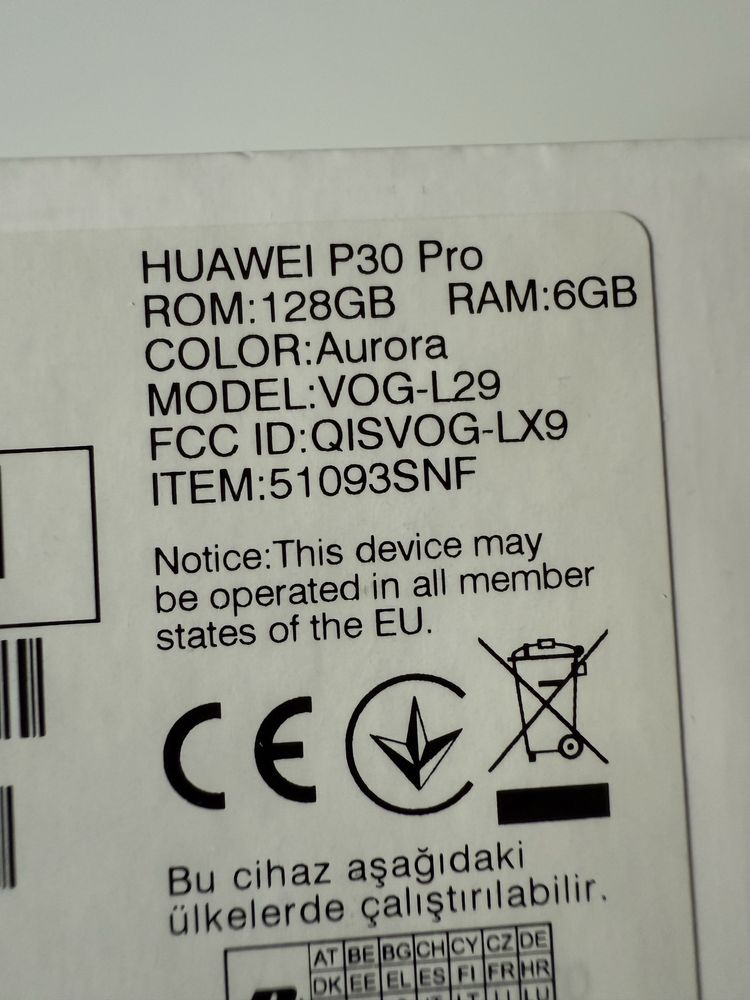 HUAWEI P30 Pro
ROM:128GB RAM:6GB
COLOR:Aurora
MODEL:VOG-L29
FCC ID:QISVOG-LX9
ITEM:51093SNF
Notice:This device may
be operated in all member
states of the EU.
CE
Bu cihaz aşağıdaki
ülkelerde çalıştırılabilir.
AT BE BG CH CY CZ DE
DK EE EL ES FI FR HR